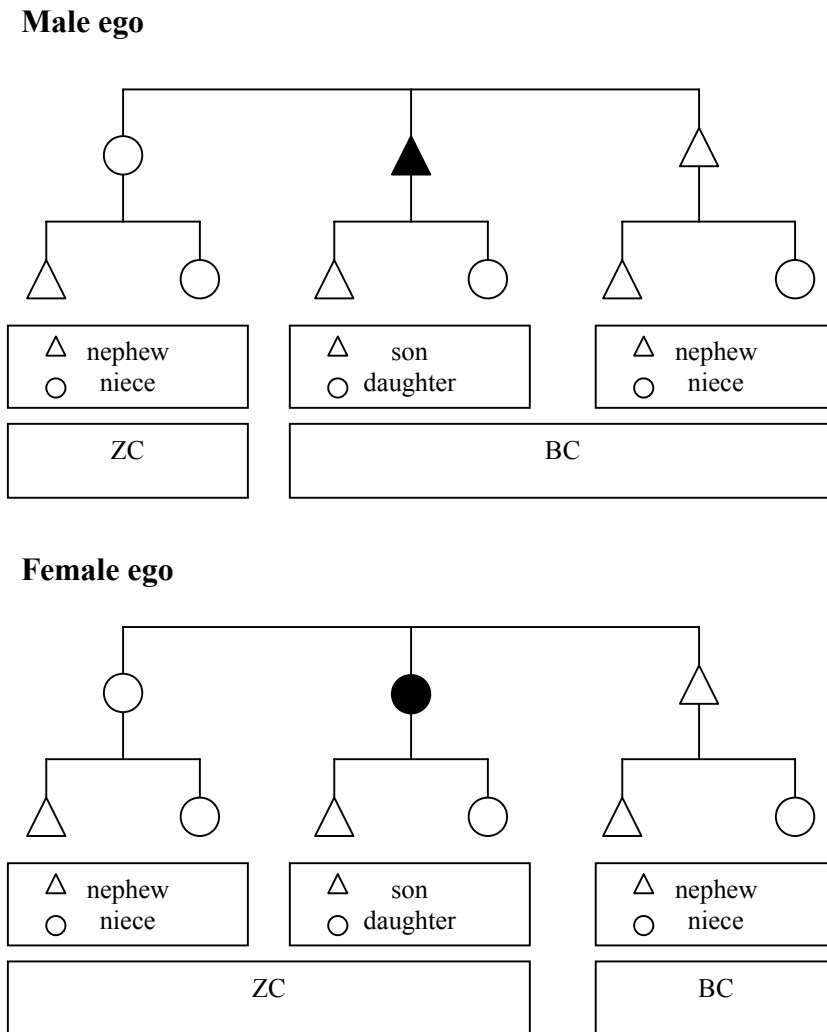 Male ego
nephew
niece
son
daughter
nephew
niece
ZC
BC
Female ego
nephew
niece
son
daughter
nephew
niece
ZC
BC